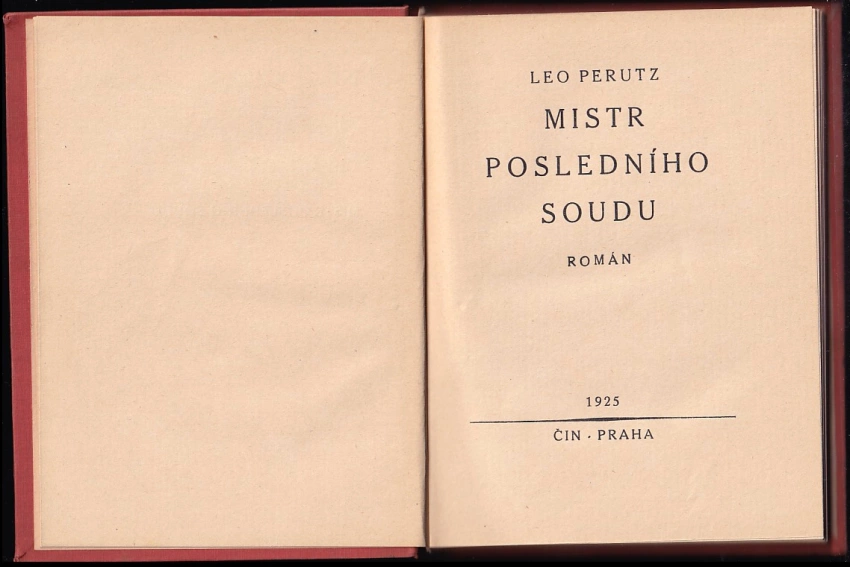 LEO PERUTZ
MISTR
POSLEDNÍHO
SOUDU
ROMÁN
1925
ČIN · PRAHA